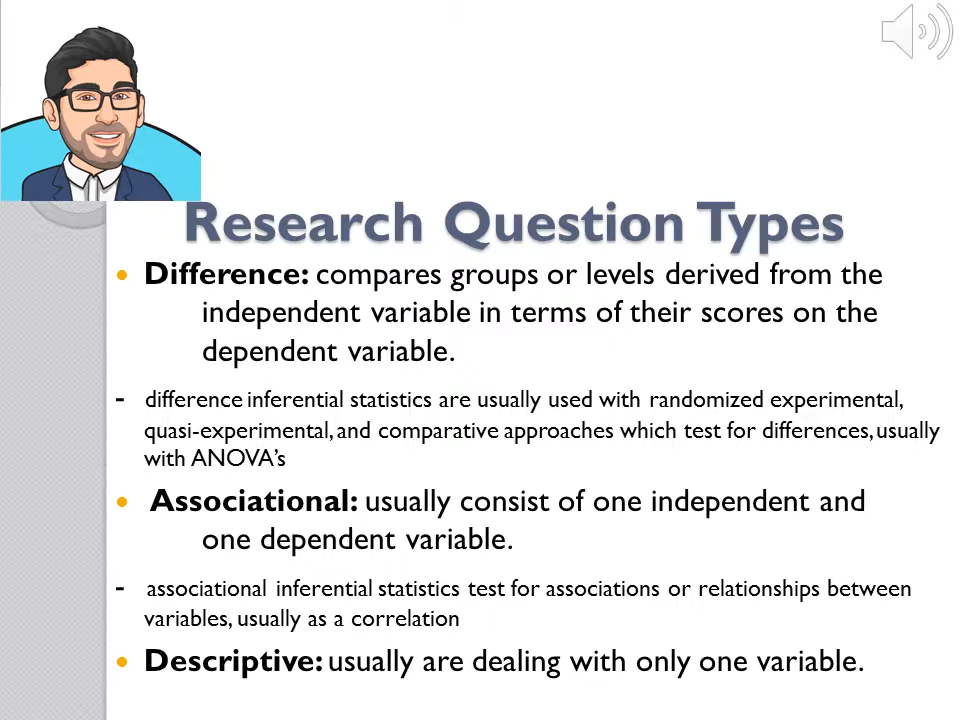 Research Question Types
• Difference: compares groups or levels derived from the
independent variable in terms of their scores on the
dependent variable.
- difference inferential statistics are usually used with randomized experimental,
quasi-experimental, and comparative approaches which test for differences, usually
with ANOVA's
• Associational: usually consist of one independent and
one dependent variable.
- associational inferential statistics test for associations or relationships between
variables, usually as a correlation
• Descriptive: usually are dealing with only one variable.